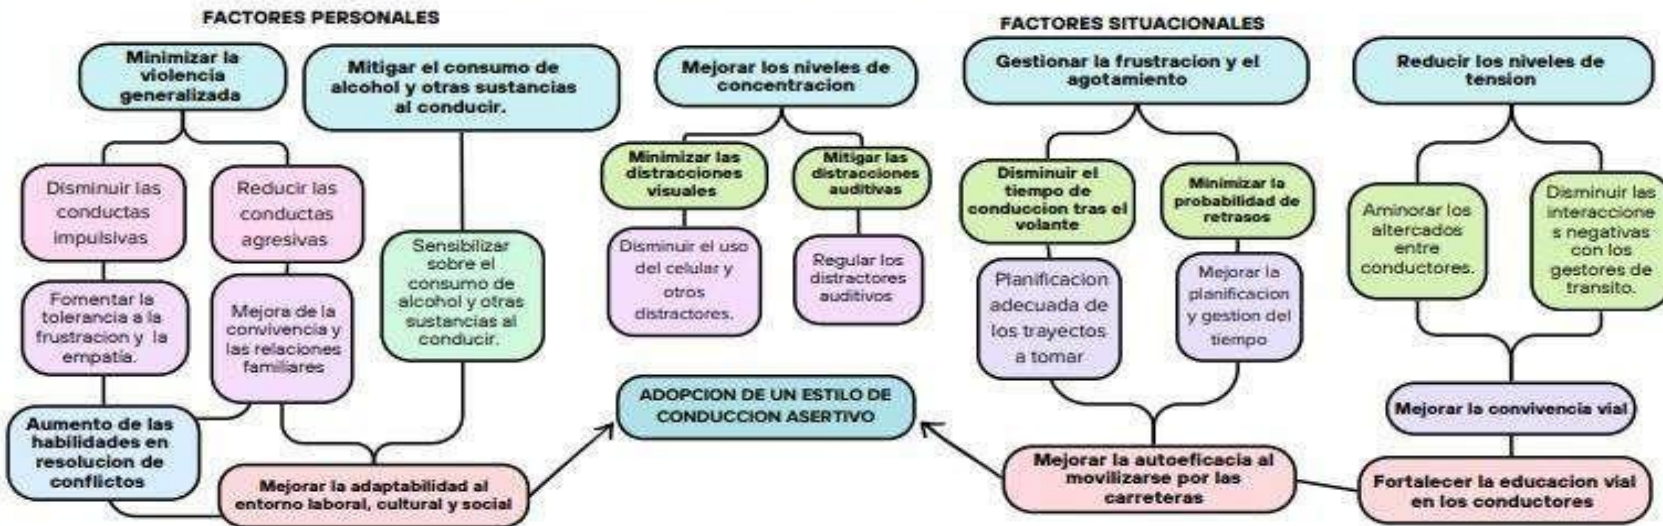 FACTORES PERSONALES
FACTORES SITUACIONALES
Minimizar la
violencia
generalizada
Mitigar el consumo de
alcohol y otras sustancias
al conducir.
Mejorar los niveles de
concentracion
Gestionar la frustracion y el
agotamiento
Reducir los niveles de
tension
Disminuir las
conductas
impulsivas
Reducir las
conductas
agresivas
Minimizar las
distracciones
visuales
Mitigar las
distracciones
auditivas
Disminuir el
tiempo de
conduccion tras el
volante
Minimizar la
probabilidad de
retrasos
Aminorar los
altercados
entre
conductores.
Disminuir las
interaccione
s negativas
con los
gestores de
transito.
Fomentar la
tolerancia a la
frustracion y la
empatía.
Mejora de la
convivencia y
las relaciones
familiares
Sensibilizar
sobre el
consumo de
alcohol y otras
sustancias al
conducir.
Disminuir el uso
del celular y
otros
distractores.
Regular los
distractores
auditivos
Planificacion
adecuada de
los trayectos
a tomar
Mejorar la
planificacion
y gestion del
tiempo
ADOPCION DE UN ESTILO DE
CONDUCCION ASERTIVO
Mejorar la convivencia vial
Aumento de las
habilidades en
resolucion de
conflictos
Mejorar la adaptabilidad al
entorno laboral, cultural y social
Mejorar la autoeficacia al
movilizarse por las
carreteras
Fortalecer la educacion vial
en los conductores